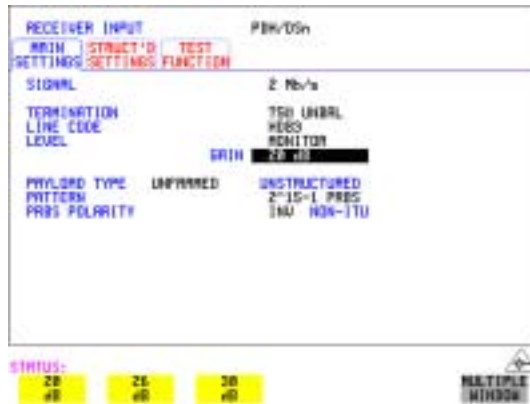 RECEIVER INPUT PDH/DSn
MAIN STRUCT'D TEST
SETTINGS SETTINGS FUNCTION
SIGNAL 2 Mb/s
TERMINATION 75Ω UNBAL
LINE CODE HDB3
LEVEL MONITOR
GAIN 20 dB
PAYLOAD TYPE UNFRAMED UNSTRUCTURED
PATTERN 2^15-1 PRBS
PRBS POLARITY INV NON-ITU
STATUS:
20 26 30 MULTIPLE
dB dB dB WINDOW